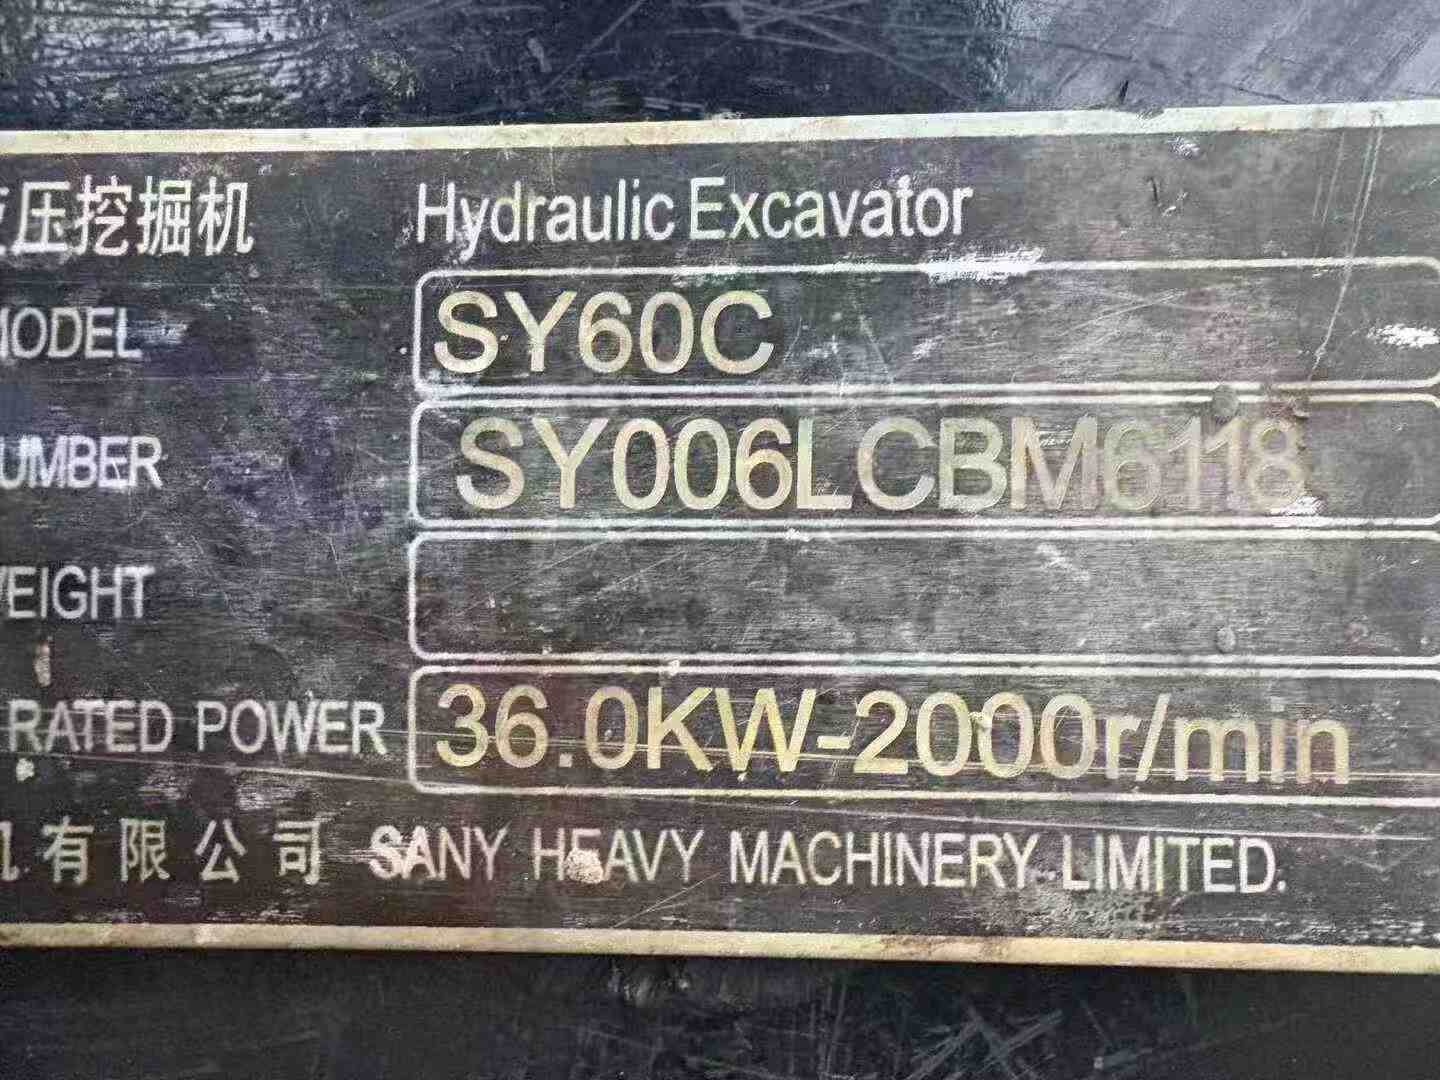 压挖掘机 Hydraulic Excavator
MODEL SY60C
UMBER SY006LCBM6118
EIGHT
RATED POWER 36.0KW-2000r/min
机有限公司 SANY HEAVY MACHINERY LIMITED.